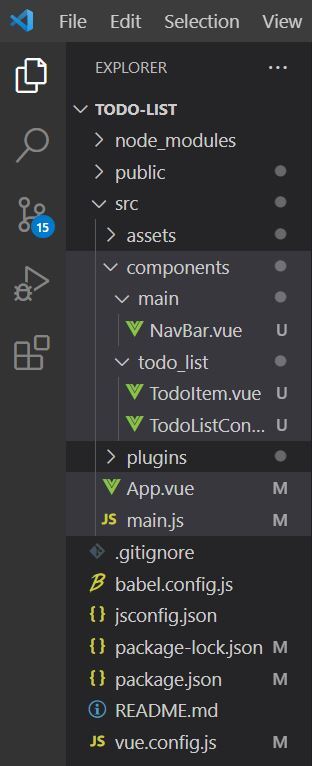 File Edit Selection View
EXPLORER ...
TODO-LIST
node_modules
public
src
assets
components
main
NavBar.vue U
todo_list
TodoItem.vue U
TodoListCon... U
plugins
App.vue M
JS main.js M
.gitignore
babel.config.js
{ } jsconfig.json
{ } package-lock.json M
{ } package.json M
README.md
JS vue.config.js M
15